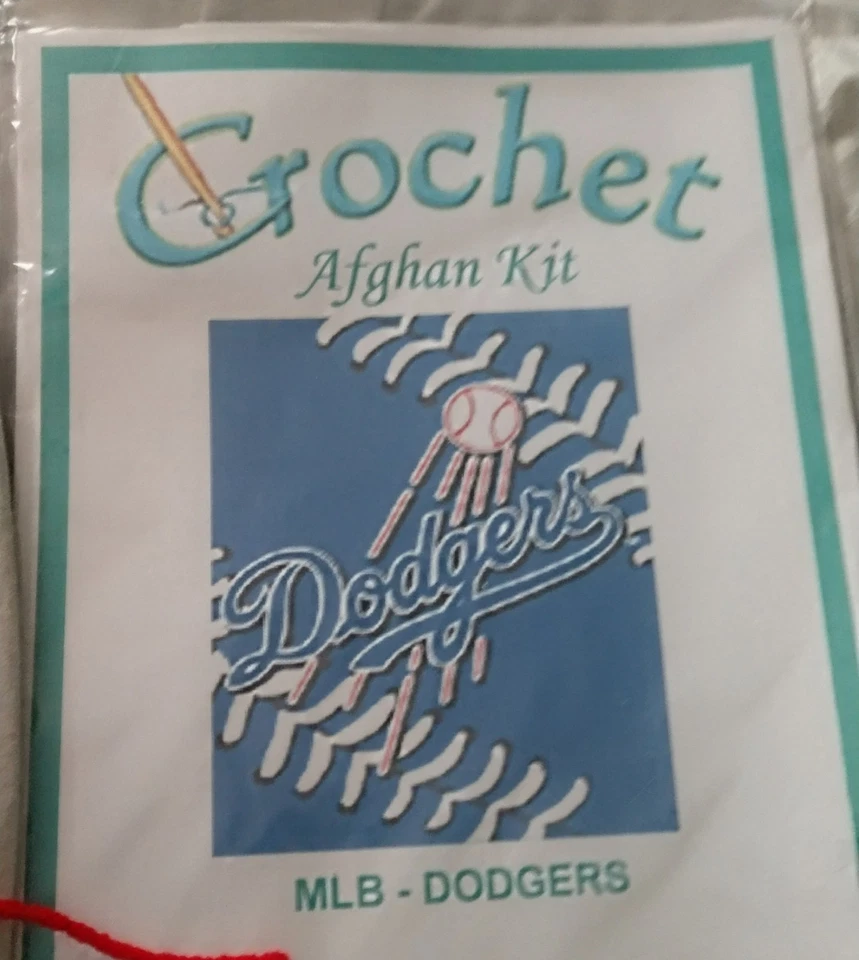 Crochet
Afghan Kit
Dodgers
MLB - DODGERS